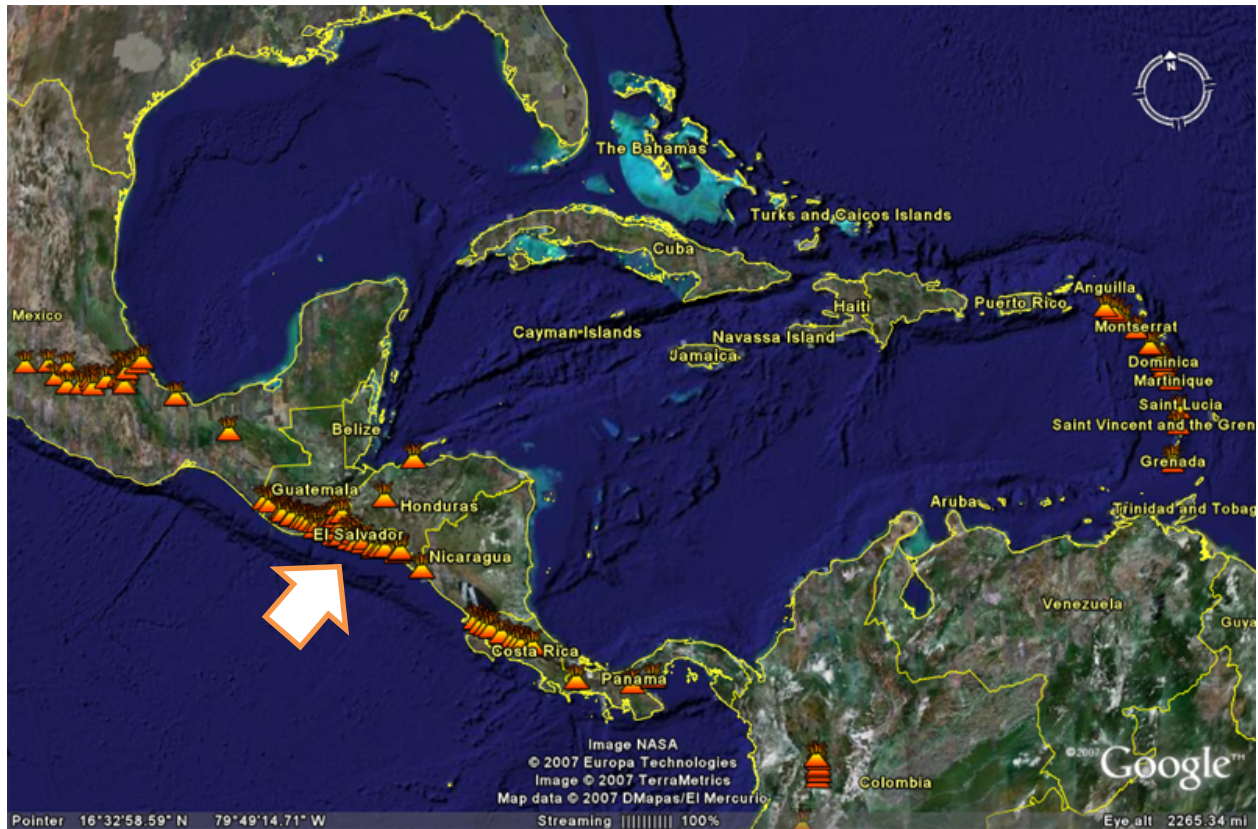 N
The Bahamas
Turks and Caicos Islands
Cuba
Anguilla
Haiti
Puerto Rico
Mexico
Cayman Islands
Navassa Island
Montserrat
Jamaica
Dominica
Martinique
Saint Lucia
Belize
Saint Vincent and the Gren
Grenada
Guatemala
Honduras
Aruba
Trinidad and Tobag
El Salvador
Nicaragua
Venezuela
Guya
Costa Rica
Panama
Colombia
Image NASA
© 2007 Europa Technologies
Image © 2007 TerraMetrics
Map data © 2007 DMapas/El Mercurio
©2007 Google™
Pointer 16°32'58.59" N 79°49'14.71" W Streaming ||||||||| 100% Eye alt 2265.34 mi